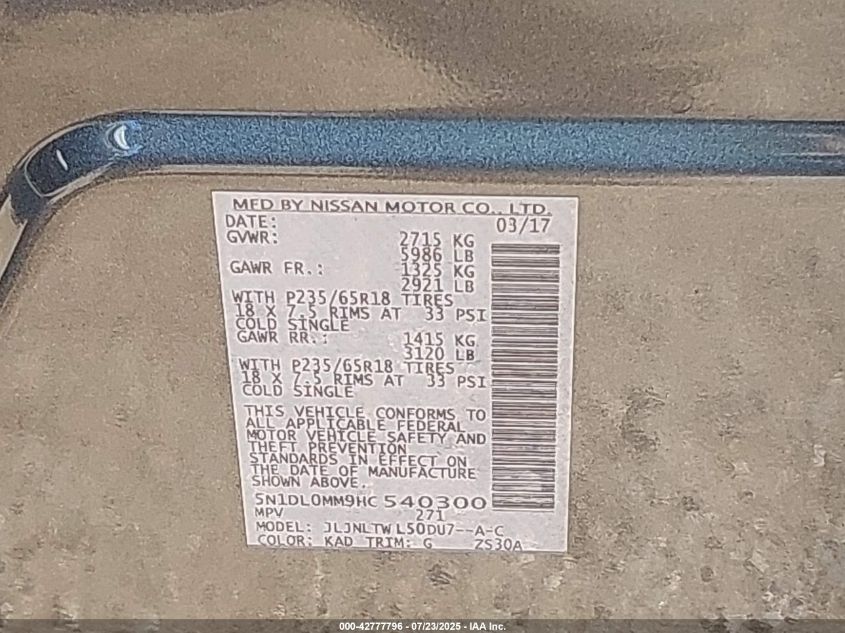 MFD BY NISSAN MOTOR CO., LTD.
DATE: 03/17
GVWR: 2715 KG
5986 LB
GAWR FR.: 1325 KG
2921 LB
WITH P235/65R18 TIRES
18 X 7.5 RIMS AT 33 PSI
COLD SINGLE
GAWR RR.: 1415 KG
3120 LB
WITH P235/65R18 TIRES
18 X 7.5 RIMS AT 33 PSI
COLD SINGLE
THIS VEHICLE CONFORMS TO
ALL APPLICABLE FEDERAL
MOTOR VEHICLE SAFETY AND
THEFT PREVENTION
STANDARDS IN EFFECT ON
THE DATE OF MANUFACTURE
SHOWN ABOVE.
5N1DL0MM9HC 540300
MPV 271
MODEL: JLJNLTWL50DU7--A-C
COLOR: KAD TRIM: G ZS30A
000-42777796 - 07/23/2025 - IAA Inc.